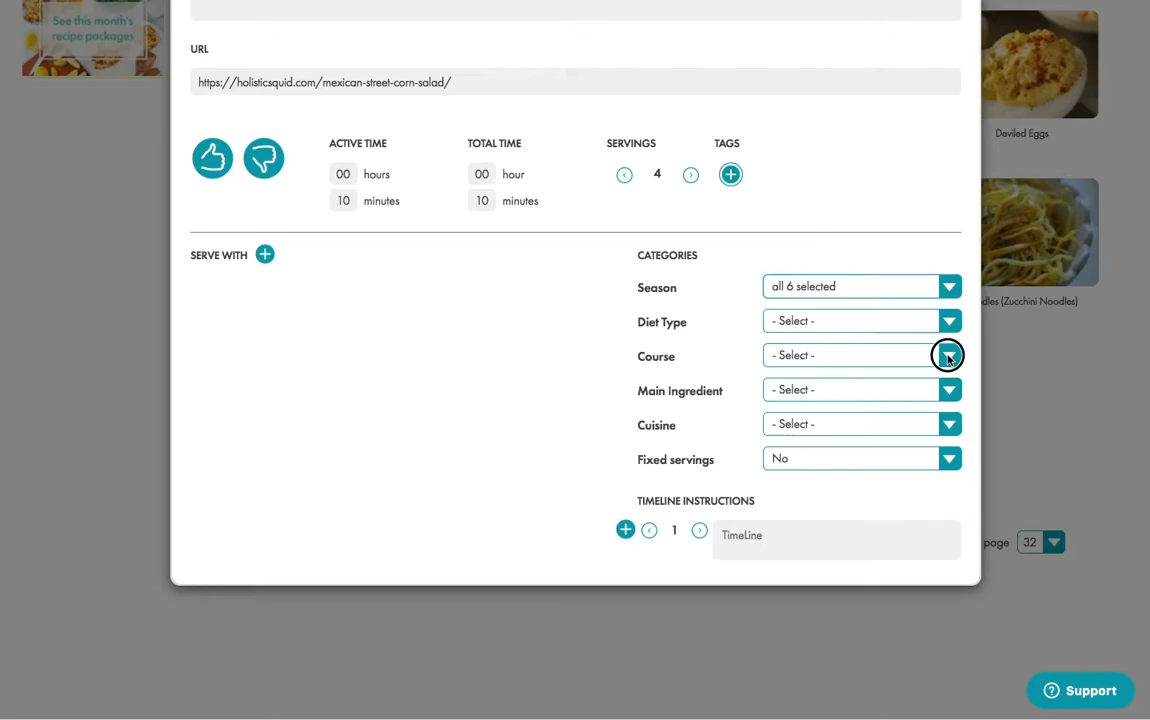 See this month's
recipe packages
URL
https://holisticsquid.com/mexican-street-corn-salad/
Deviled Eggs
ACTIVE TIME
TOTAL TIME
SERVINGS
TAGS
00 hours
00 hour
4
10 minutes
10 minutes
SERVE WITH
CATEGORIES
Season
all 6 selected
Diet Type
- Select -
Course
- Select -
Main Ingredient
- Select -
Cuisine
- Select -
Fixed servings
No
dles (Zucchini Noodles)
TIMELINE INSTRUCTIONS
1
TimeLine
page
32
Support